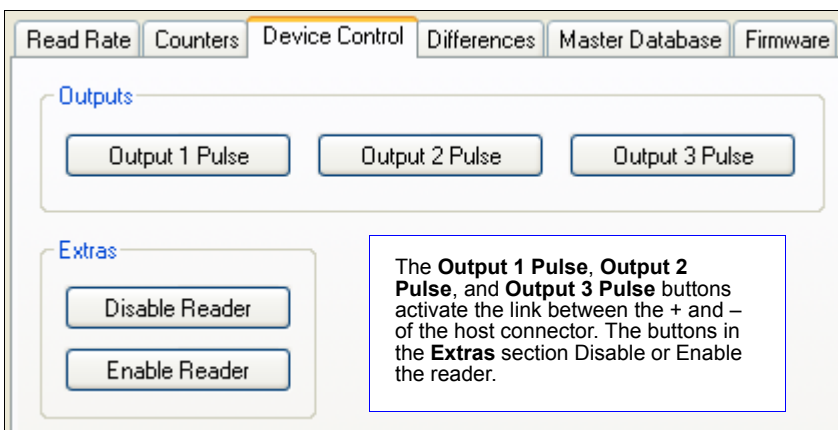 Read Rate Counters Device Control Differences Master Database Firmware
Outputs
Output 1 Pulse Output 2 Pulse Output 3 Pulse
Extras
Disable Reader
Enable Reader
The Output 1 Pulse, Output 2
Pulse, and Output 3 Pulse buttons
activate the link between the + and –
of the host connector. The buttons in
the Extras section Disable or Enable
the reader.